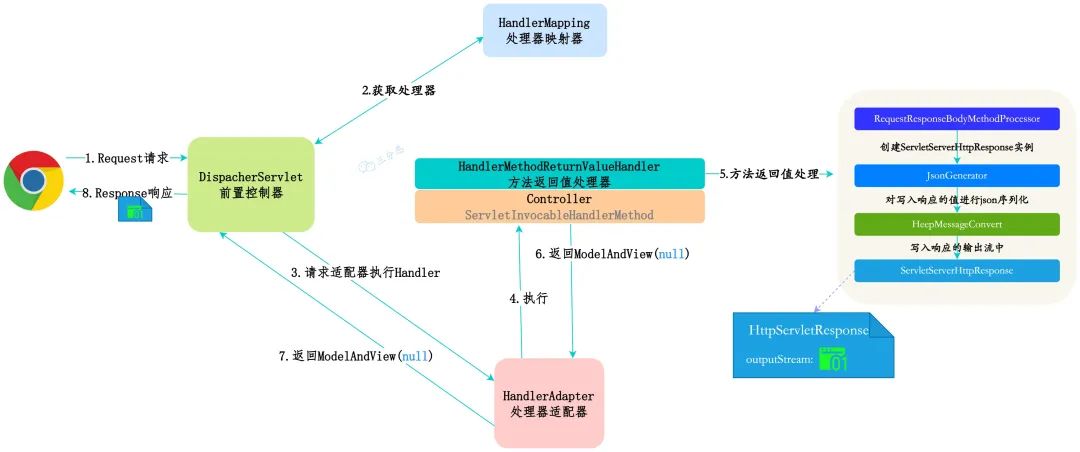 HandlerMapping
处理器映射器
2.获取处理器
1.Request请求
8.Response响应
01
DispacherServlet
前置控制器
三分恶
HandlerMethodReturnValueHandler
方法返回值处理器
Controller
ServletInvocableHandlerMethod
5.方法返回值处理
RequestResponseBodyMethodProcessor
创建ServletServerHttpResponse实例
JsonGenerator
对写入响应的值进行json序列化
HeepMessageConvert
写入响应的输出流中
ServletServerHttpResponse
3.请求适配器执行Handler
4.执行
6.返回ModelAndView(null)
7.返回ModelAndView(null)
HttpServletResponse
outputStream:
01
HandlerAdapter
处理器适配器